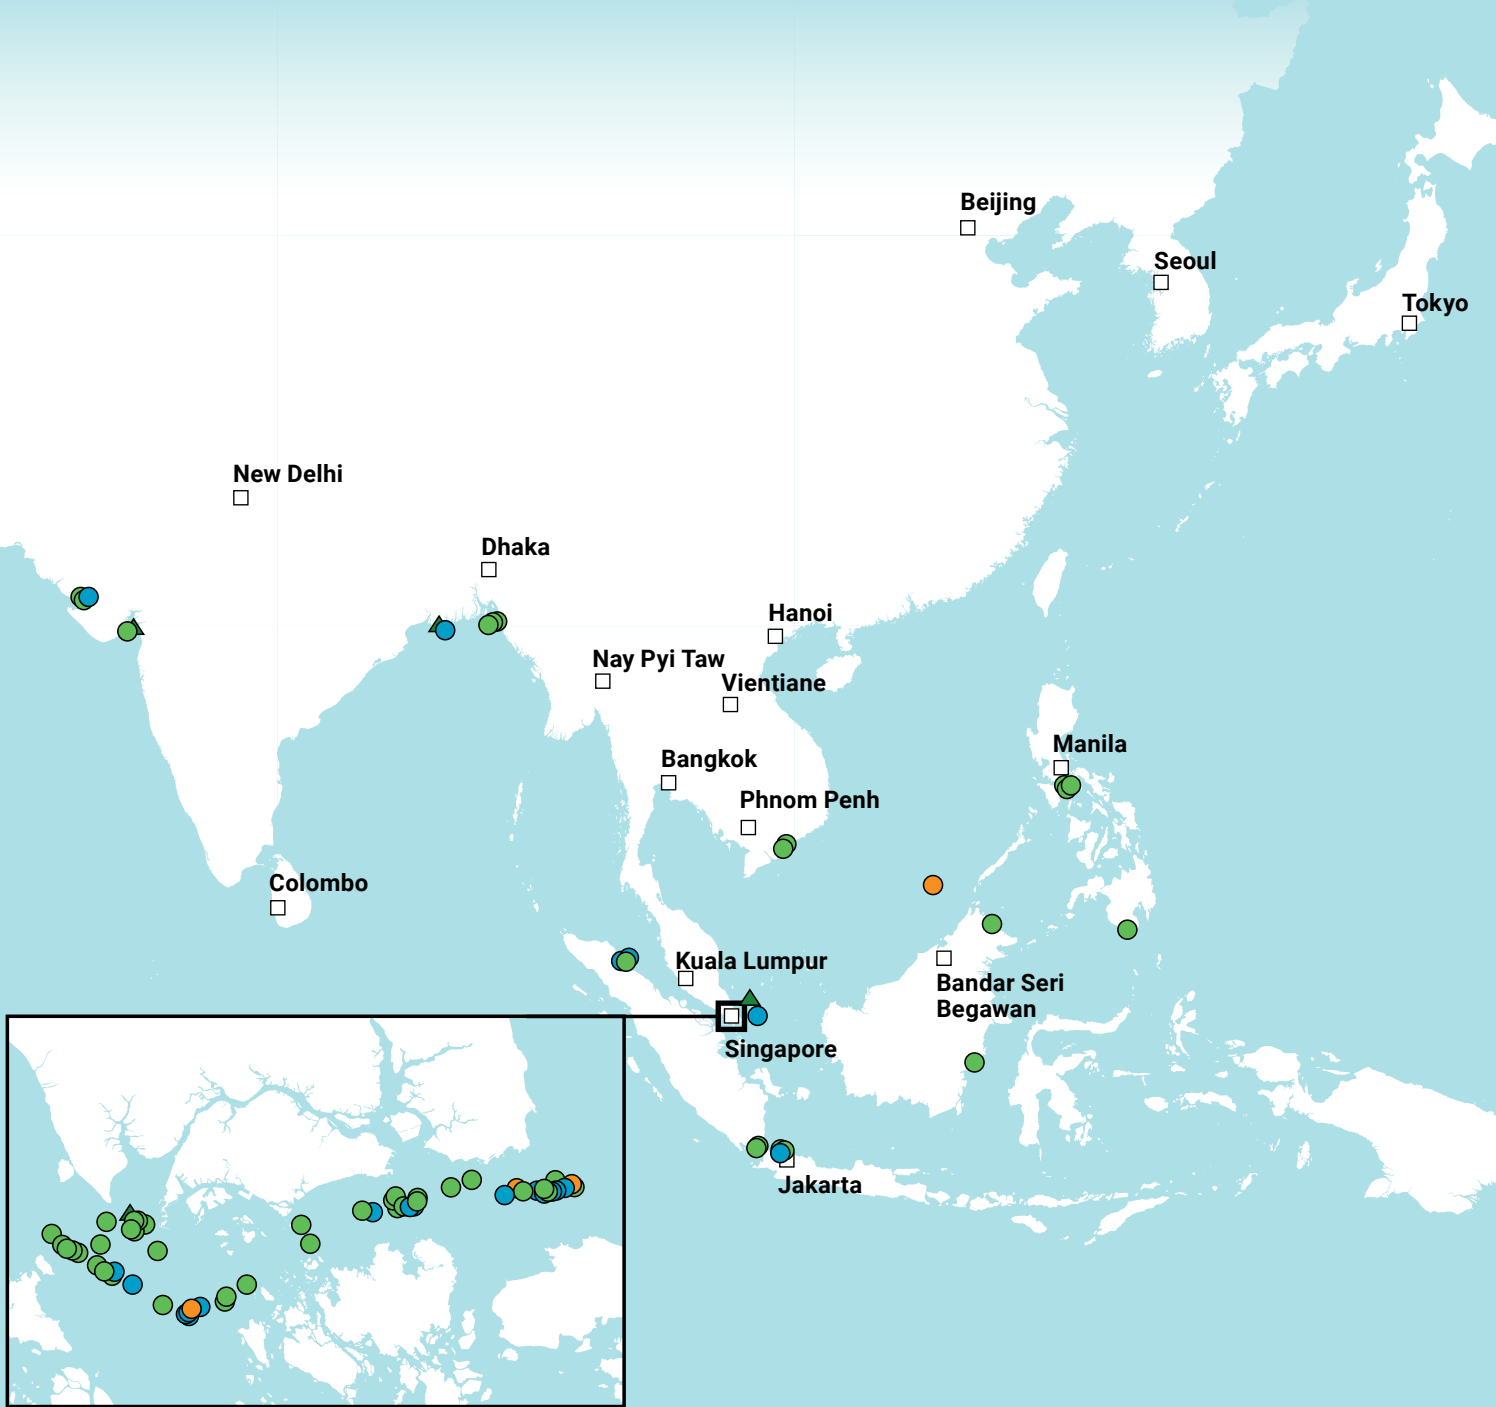 Beijing
Seoul
Tokyo
New Delhi
Dhaka
Hanoi
Nay Pyi Taw
Vientiane
Manila
Bangkok
Phnom Penh
Colombo
Kuala Lumpur
Bandar Seri
Begawan
Singapore
Jakarta